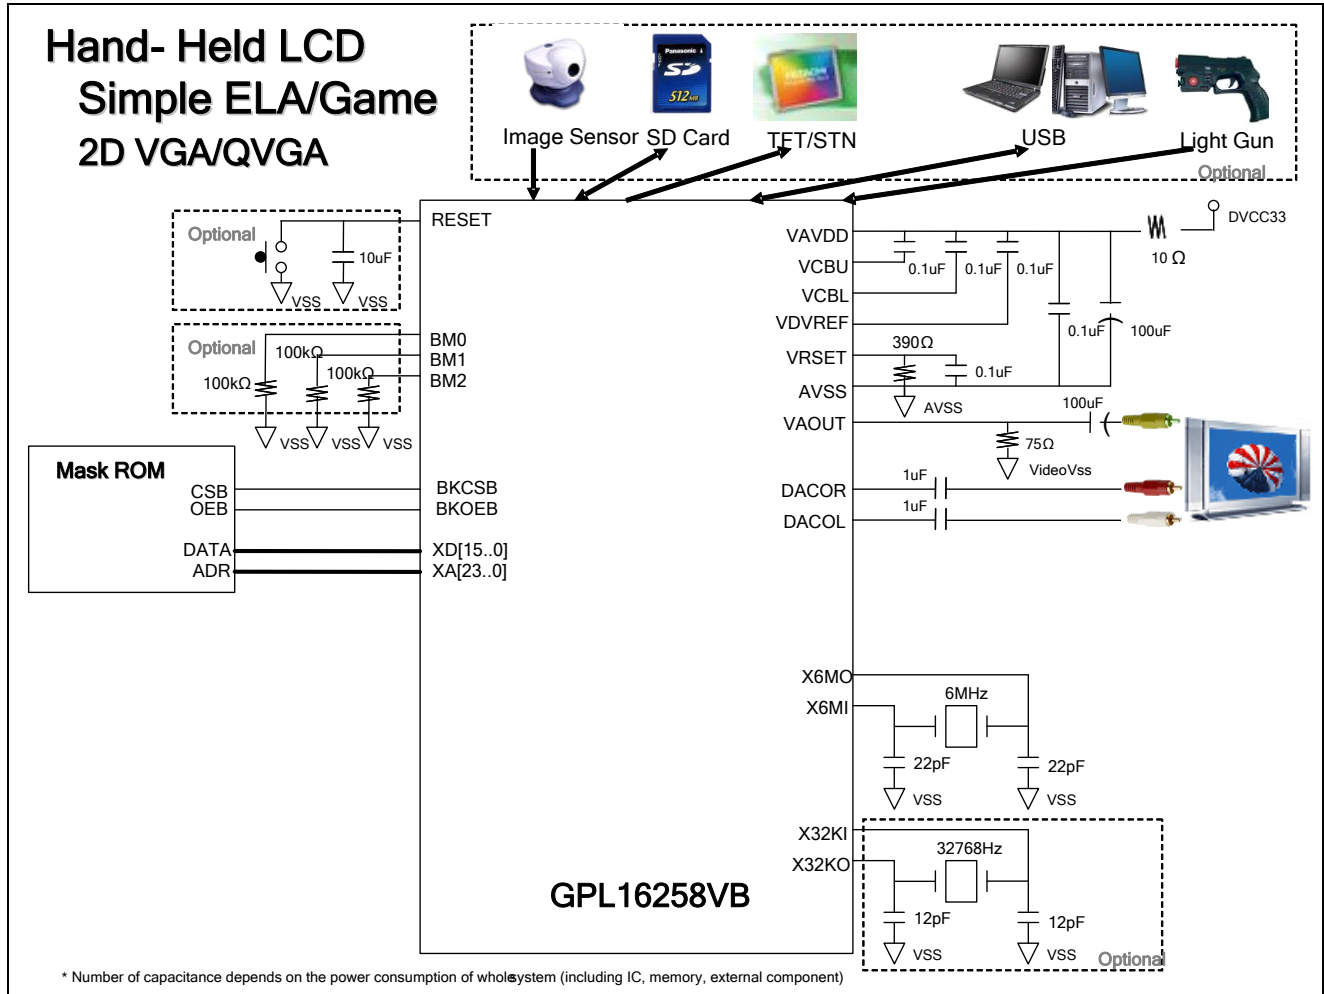 Hand- Held LCD
Simple ELA/Game
2D VGA/QVGA
Panasonic
SD
512MB
HITACHI
Image Sensor
SD Card
TFT/STN
USB
Light Gun
Optional
RESET
Optional
10uF
VSS
VSS
BM0
BM1
BM2
Optional
100kΩ
100kΩ
100kΩ
VSS
VSS
VSS
Mask ROM
CSB
OEB
DATA
ADR
BKCSB
BKOEB
XD[15..0]
XA[23..0]
VAVDD
VCBU
VCBL
VDVREF
VRSET
AVSS
VAOUT
DACOR
DACOL
DVCC33
10 Ω
0.1uF
0.1uF
0.1uF
0.1uF
100uF
390Ω
0.1uF
AVSS
100uF
75Ω
VideoVss
1uF
1uF
X6MO
X6MI
6MHz
22pF
22pF
VSS
VSS
X32KI
X32KO
32768Hz
12pF
12pF
VSS
VSS
Optional
GPL16258VB
* Number of capacitance depends on the power consumption of whole system (including IC, memory, external component)